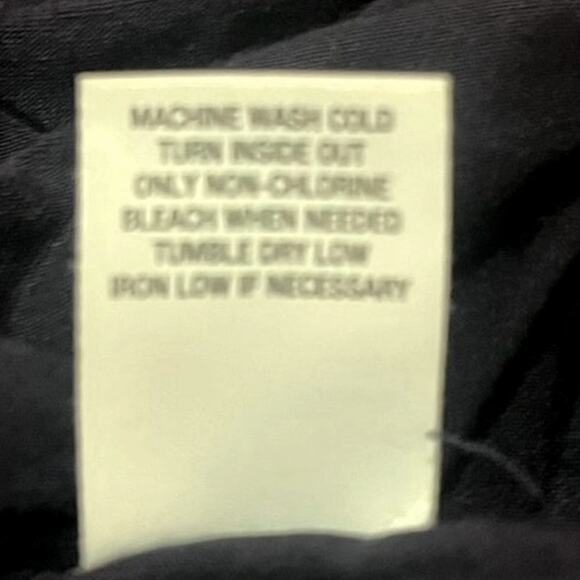 MACHINE WASH COLD
TURN INSIDE OUT
ONLY NON-CHLORINE
BLEACH WHEN NEEDED
TUMBLE DRY LOW
IRON LOW IF NECESSARY